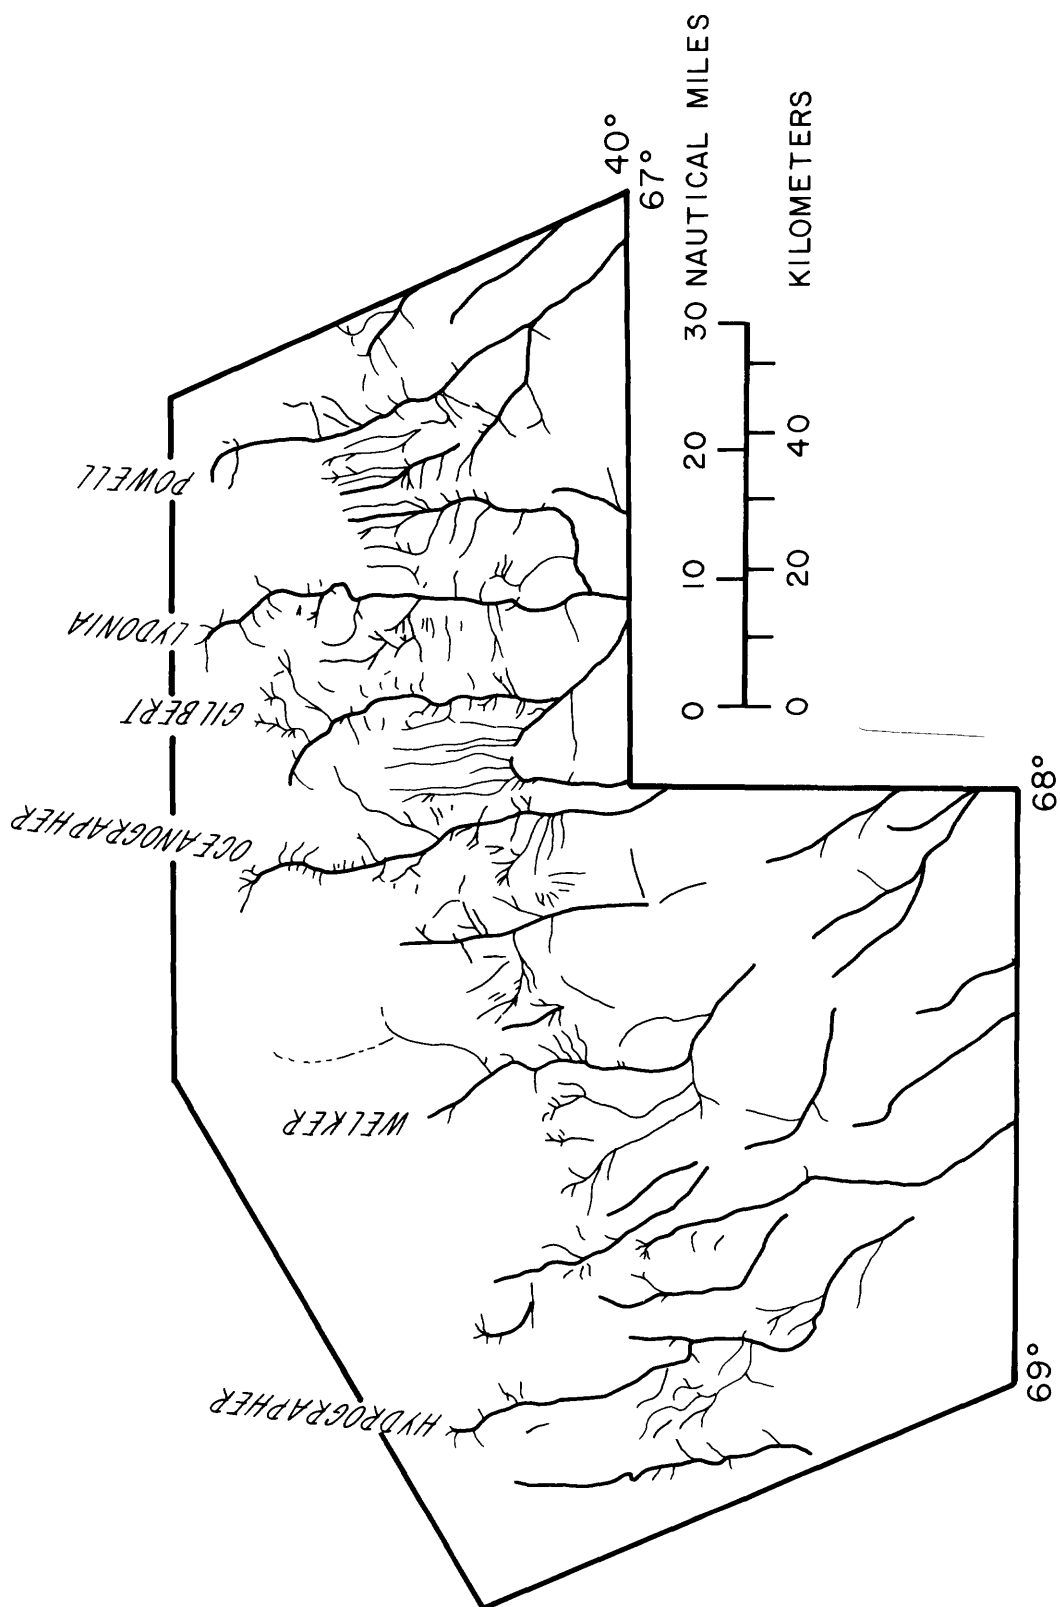 POWELL
LYDONIA
GILBERT
OCEANOGRAPHER
WELKER
HYDROGRAPHER
40°
67°
68°
69°
0 10 20 30 NAUTICAL MILES
0 20 40 KILOMETERS